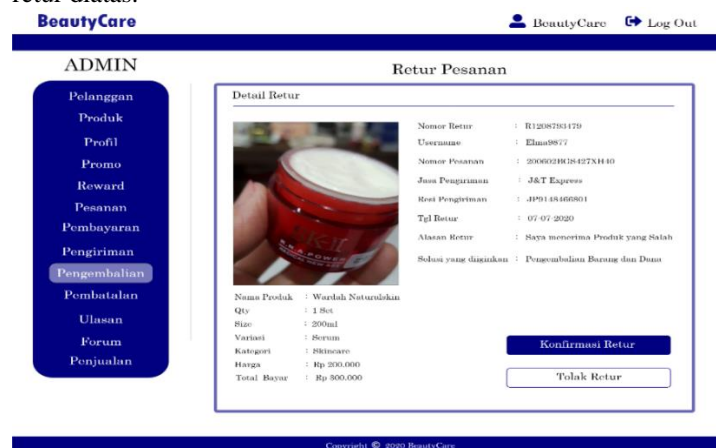 retur diatas.
BeautyCare
BeautyCare Log Out
ADMIN
Pelanggan
Produk
Profil
Promo
Reward
Pesanan
Pembayaran
Pengiriman
Pengembalian
Pembatalan
Ulasan
Forum
Penjualan
Retur Pesanan
Detail Retur
SK-II
R.N.A.POWER
Nomor Retur : R1208793479
Username : Elma9877
Nomor Pesanan :
Jasa Pengiriman : J&T Express
Resi Pengiriman : JP9148466801
Tgl Retur : 07-07-2020
Alasan Retur : Saya menerima Produk yang Salah
Solusi yang diiginkan : Pengembalian Barang dan Dana
Nama Produk : Wardah Naturalskin
Qty : 1 Set
Size : 200ml
Variasi : Serum
Kategori : Skincare
Harga : Rp 200.000
Total Bayar : Rp 300.000
Konfirmasi Retur
Tolak Retur
Copyright © 2020 BeautyCare